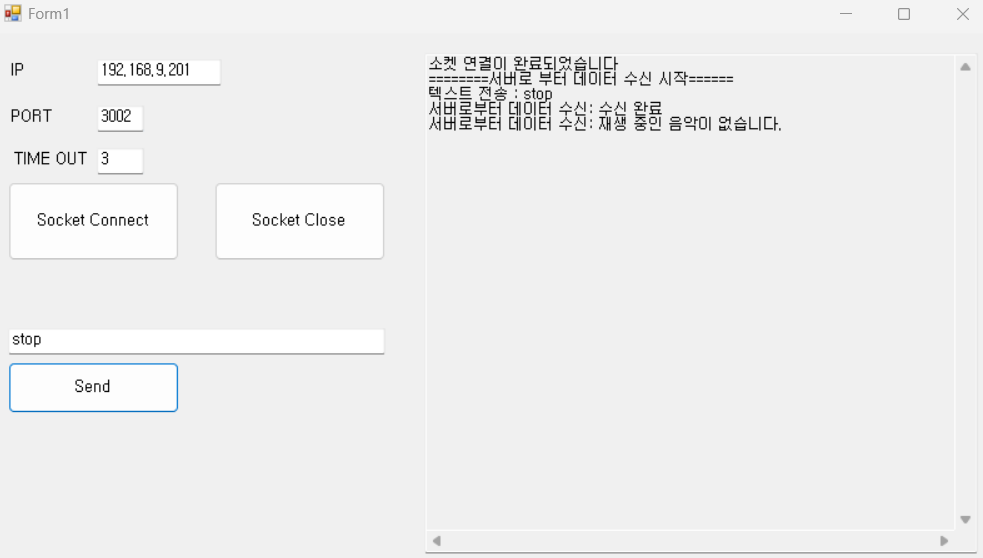 Form1
IP
192.168.9.201
PORT
3002
TIME OUT
3
Socket Connect
Socket Close
stop
Send
소켓 연결이 완료되었습니다
========서버로 부터 데이터 수신 시작======
텍스트 전송 : stop
서버로부터 데이터 수신: 수신 완료
서버로부터 데이터 수신: 재생 중인 음악이 없습니다.